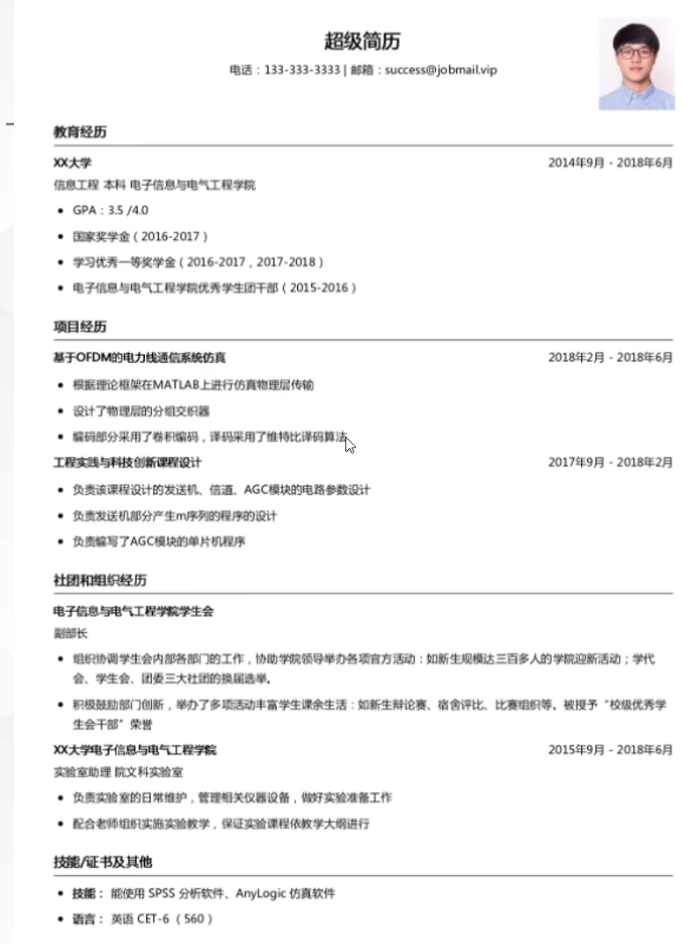 超级简历
电话：133-333-3333 | 邮箱：success@jobmail.vip
教育经历
XX大学 2014年9月 - 2018年6月
信息工程 本科 电子信息与电气工程学院
• GPA：3.5 /4.0
• 国家奖学金（2016-2017）
• 学习优秀一等奖学金（2016-2017，2017-2018）
• 电子信息与电气工程学院优秀学生团干部（2015-2016）
项目经历
基于OFDM的电力线通信系统仿真 2018年2月 - 2018年6月
• 根据理论框架在MATLAB上进行仿真物理层传输
• 设计了物理层的分组交织器
• 编码部分采用了卷积编码，译码采用了维特比译码算法
工程实践与科技创新课程设计 2017年9月 - 2018年2月
• 负责该课程设计的发送机、信道、AGC模块的电路参数设计
• 负责发送机部分产生m序列的程序的设计
• 负责编写了AGC模块的单片机程序
社团和组织经历
电子信息与电气工程学院学生会
副部长
• 组织协调学生会内部各部门的工作，协助学院领导举办各项官方活动：如新生规模达三百多人的学院迎新活动；学代
会、学生会、团委三大社团的换届选举。
• 积极鼓励部门创新，举办了多项活动丰富学生课余生活：如新生辩论赛、宿舍评比、比赛组织等。被授予“校级优秀学
生会干部”荣誉
XX大学电子信息与电气工程学院 2015年9月 - 2018年6月
实验室助理 院文科实验室
• 负责实验室的日常维护，管理相关仪器设备，做好实验准备工作
• 配合老师组织实施实验教学，保证实验课程依教学大纲进行
技能/证书及其他
• 技能： 能使用 SPSS 分析软件、AnyLogic 仿真软件
• 语言： 英语 CET-6（560）